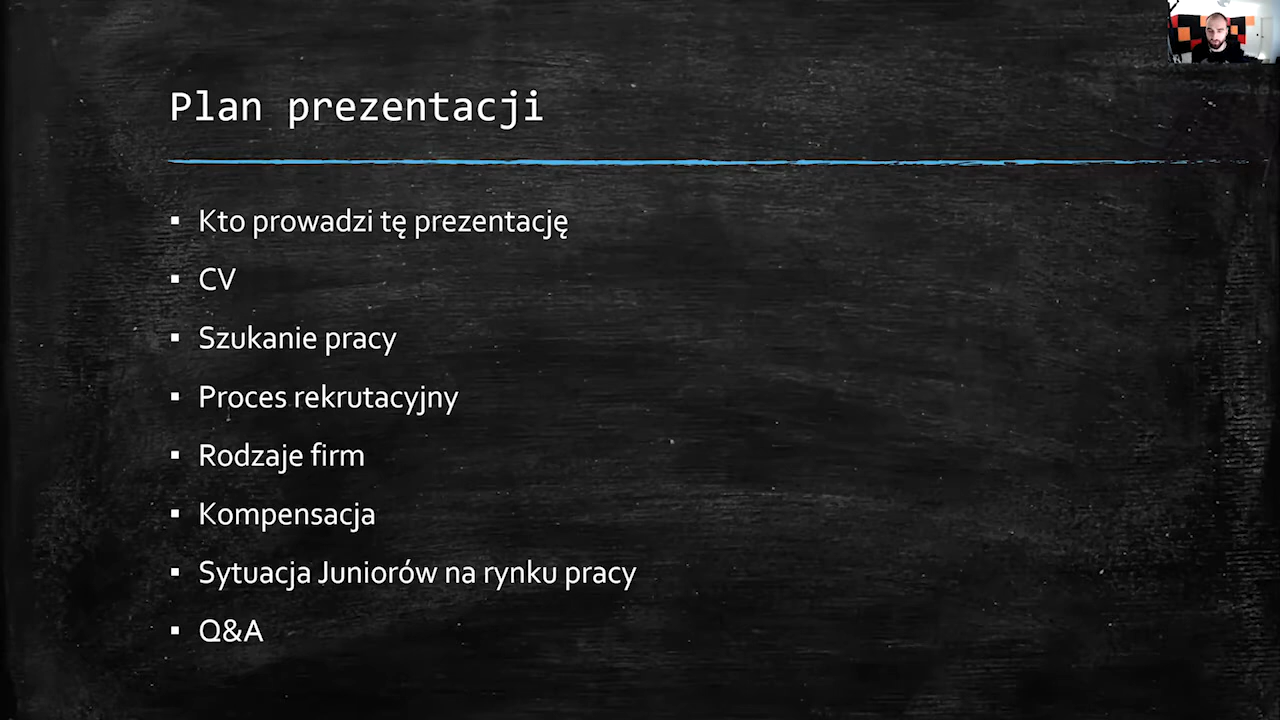 Plan prezentacji
Kto prowadzi tę prezentację
CV
Szukanie pracy
Proces rekrutacyjny
Rodzaje firm
Kompensacja
Sytuacja Juniorów na rynku pracy
Q&A